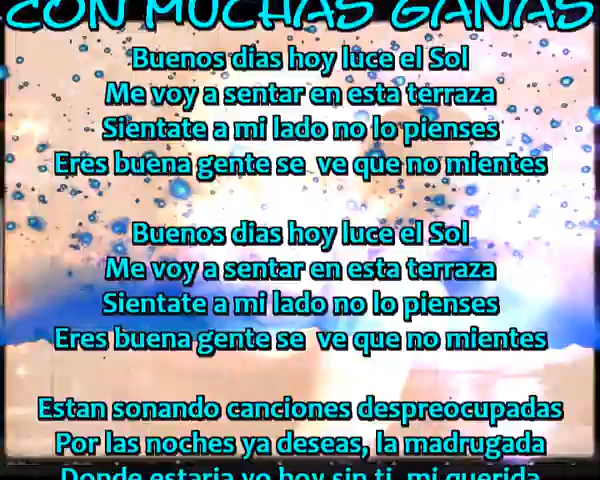 CON MUCHAS GANAS
Buenos dias hoy luce el Sol
Me voy a sentar en esta terraza
Sientate a mi lado no lo pienses
Eres buena gente se ve que no mientes
Buenos dias hoy luce el Sol
Me voy a sentar en esta terraza
Sientate a mi lado no lo pienses
Eres buena gente se ve que no mientes
Estan sonando canciones despreocupadas
Por las noches ya deseas, la madrugada
Donde estaria yo hoy sin ti, mi querida